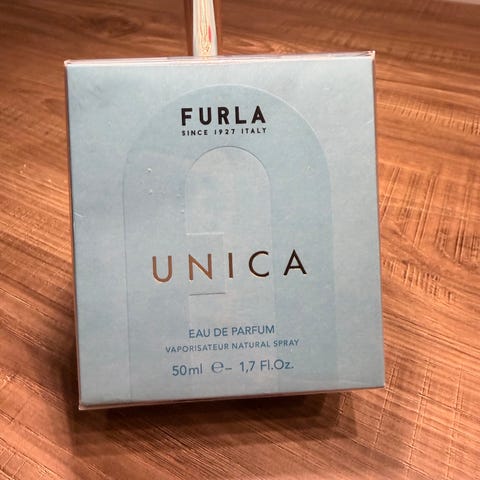 FURLA
SINCE 1927 ITALY
UNICA
EAU DE PARFUM
VAPORISATEUR NATURAL SPRAY
50ml ℮– 1,7 Fl.Oz.